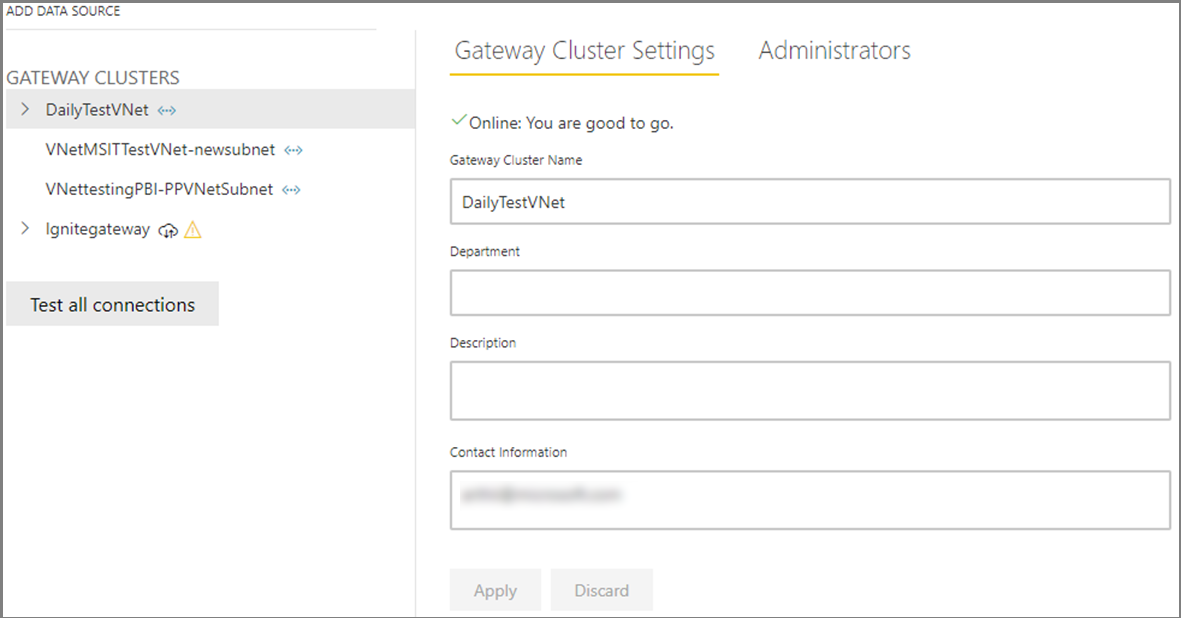 ADD DATA SOURCE
GATEWAY CLUSTERS
DailyTestVNet
VNetMSITTestVNet-newsubnet
VNettestingPBI-PPVNetSubnet
Ignitegateway
Test all connections
Gateway Cluster Settings Administrators
Online: You are good to go.
Gateway Cluster Name
DailyTestVNet
Department
Description
Contact Information
Apply Discard